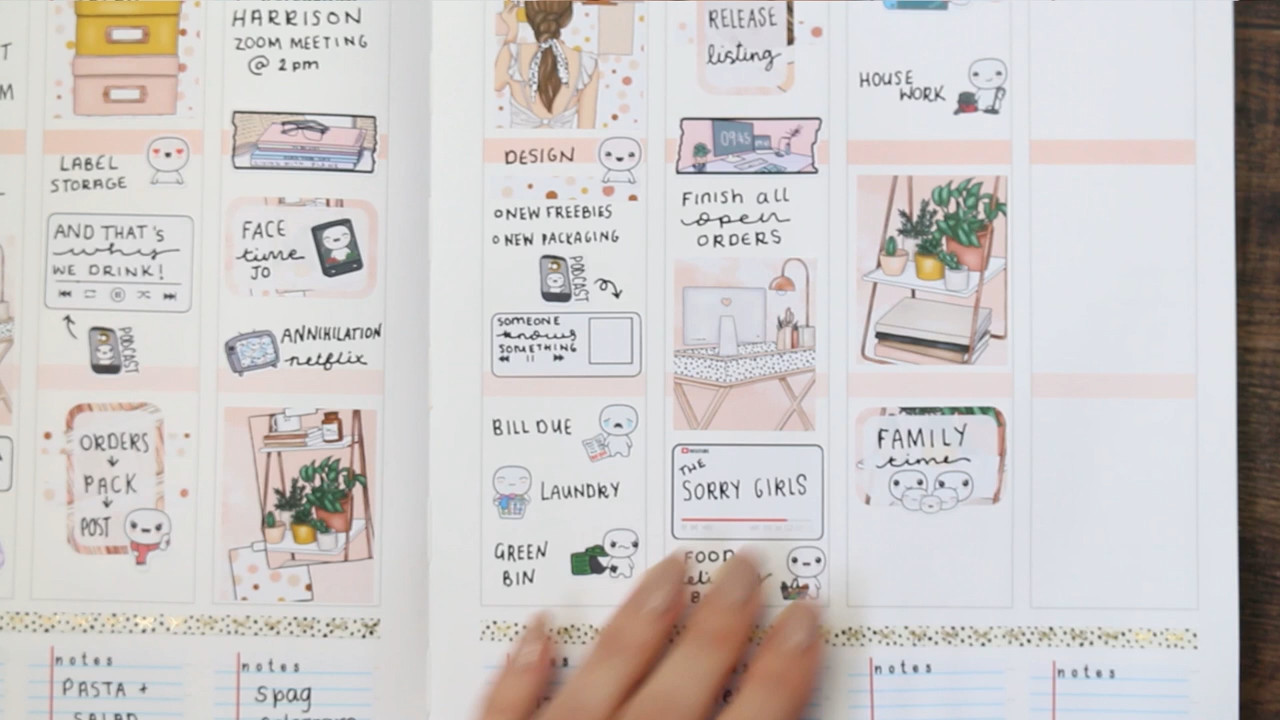 HARRISON
ZOOM MEETING
@ 2pm
LABEL
STORAGE
AND THAT'S
why
WE DRINK!
PODCAST
ORDERS
PACK
POST
FACE
time
JO
ANNIHILATION
netflix
notes
PASTA +
SALAD
notes
Spag
DESIGN
NEW FREEBIES
NEW PACKAGING
PODCAST
SOMEONE
knows
SOMETHING
BILL DUE
LAUNDRY
GREEN
BIN
RELEASE
listing
09:45
FINISH all
open
ORDERS
THE
SORRY GIRLS
FOOD
HOUSE
WORK
FAMILY
time
notes
notes